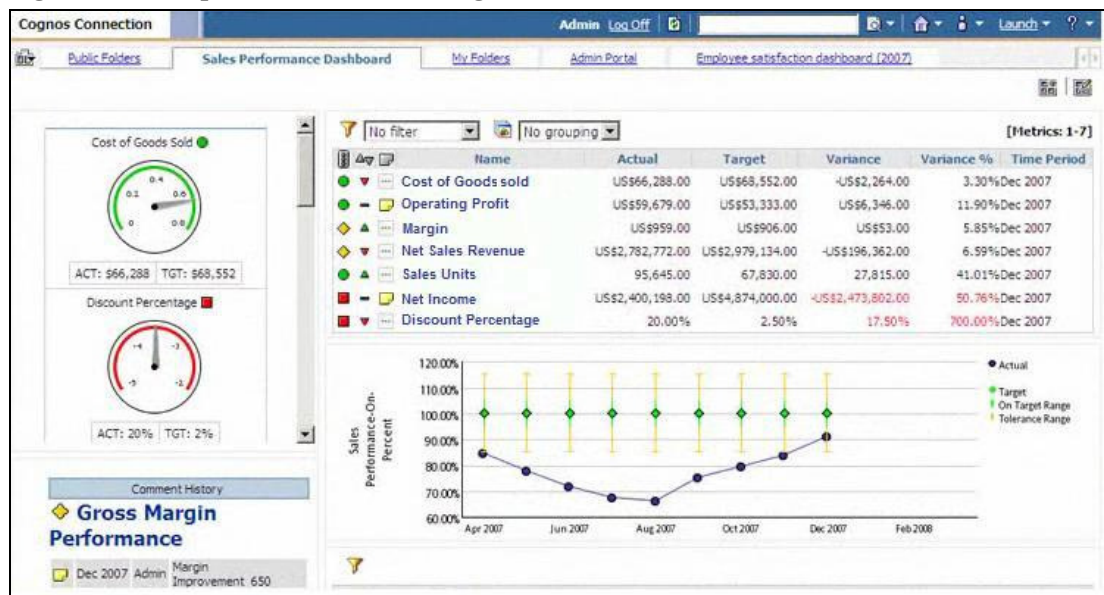 Cognos Connection Admin Log Off Launch ?
Public Folders Sales Performance Dashboard My Folders Admin Portal Employee satisfaction dashboard (2007)
Cost of Goods Sold
0 0.1 0.4 0.6 0.8
ACT: $66,288 TGT: $68,552
Discount Percentage
-5 -4 -3 -2
ACT: 20% TGT: 2%
Comment History
Gross Margin
Performance
Dec 2007 Admin Margin
Improvement 650
No filter No grouping [Metrics: 1-7]
Name Actual Target Variance Variance % Time Period
Cost of Goods sold US$66,288.00 US$68,552.00 -US$2,264.00 3.30% Dec 2007
Operating Profit US$59,679.00 US$53,333.00 US$6,346.00 11.90% Dec 2007
Margin US$959.00 US$906.00 US$53.00 5.85% Dec 2007
Net Sales Revenue US$2,782,772.00 US$2,979,134.00 -US$196,362.00 6.59% Dec 2007
Sales Units 95,645.00 67,830.00 27,815.00 41.01% Dec 2007
Net Income US$2,400,198.00 US$4,874,000.00 -US$2,473,802.00 50.76% Dec 2007
Discount Percentage 20.00% 2.50% 17.50% 700.00% Dec 2007
Sales
Performance-On-
Percent
120.00%
110.00%
100.00%
90.00%
80.00%
70.00%
60.00%
Apr 2007 Jun 2007 Aug 2007 Oct 2007 Dec 2007 Feb 2008
Actual
Target
On Target Range
Tolerance Range